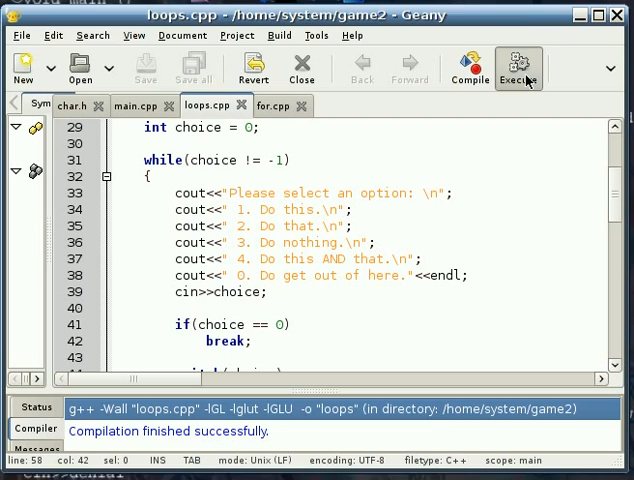 loops.cpp - /home/system/game2 - Geany
File Edit Search View Document Project Build Tools Help
New Open Save Save all Revert Close Back Forward Compile Execute
Sym char.h main.cpp loops.cpp for.cpp
29 int choice = 0;
30
31 while(choice != -1)
32 {
33 cout<<"Please select an option: \n";
34 cout<<" 1. Do this.\n";
35 cout<<" 2. Do that.\n";
36 cout<<" 3. Do nothing.\n";
37 cout<<" 4. Do this AND that.\n";
38 cout<<" 0. Do get out of here."<<endl;
39 cin>>choice;
40
41 if(choice == 0)
42 break;
43
Status
g++ -Wall "loops.cpp" -lGL -lglut -lGLU -o "loops" (in directory: /home/system/game2)
Compiler
Compilation finished successfully.
Messages
line: 58 col: 42 sel: 0 INS TAB mode: Unix (LF) encoding: UTF-8 filetype: C++ scope: main